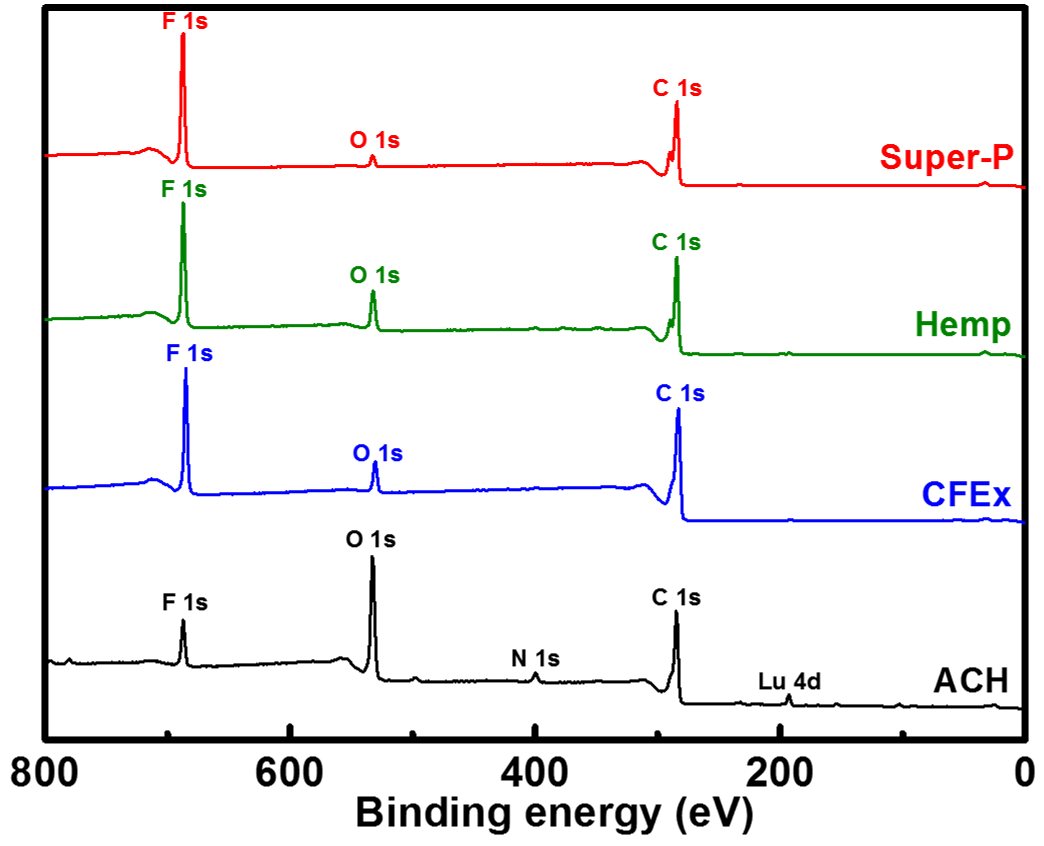 F 1s
C 1s
O 1s
Super-P
F 1s
C 1s
O 1s
Hemp
F 1s
C 1s
O 1s
CFEx
O 1s
F 1s
C 1s
N 1s
Lu 4d
ACH
800 600 400 200 0
Binding energy (eV)